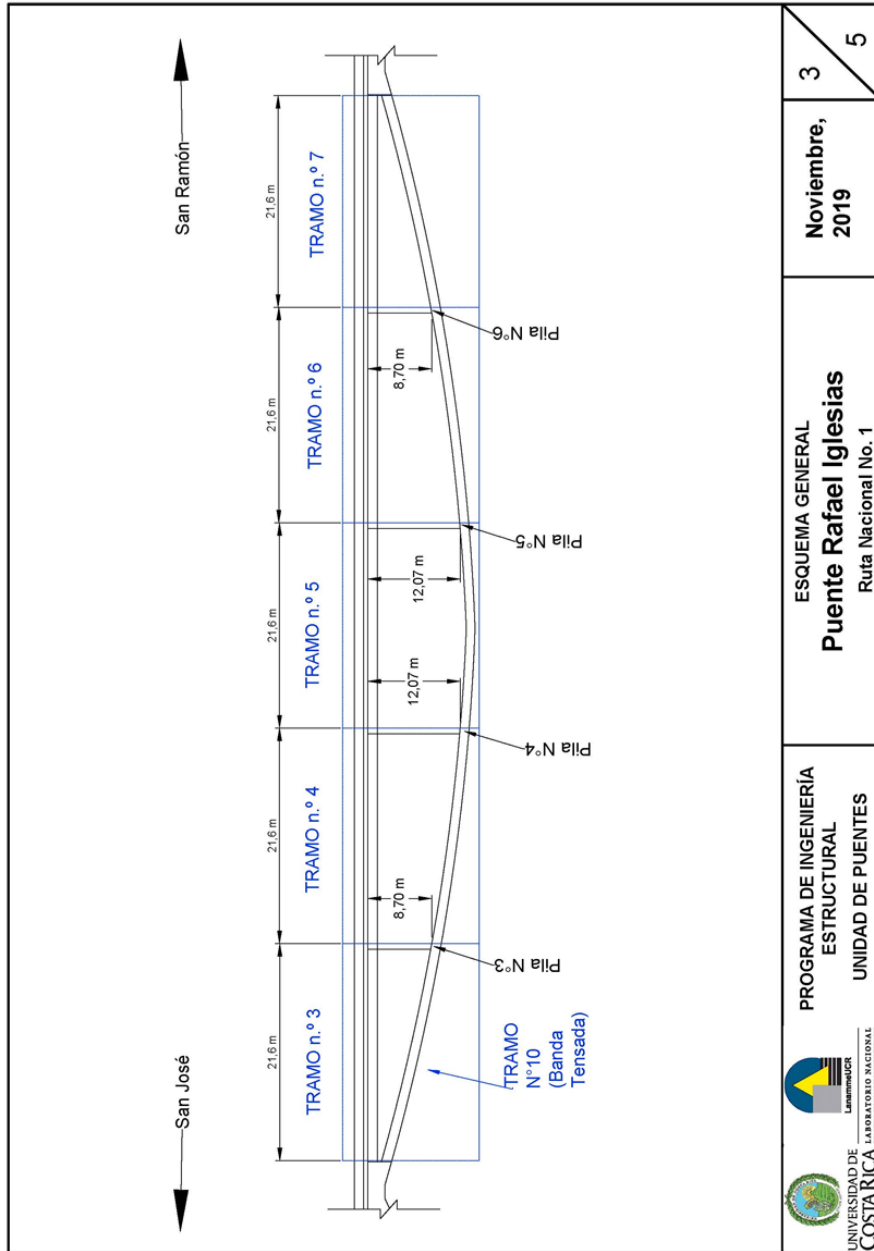 San José
San Ramón
21,6 m
21,6 m
21,6 m
21,6 m
21,6 m
TRAMO n.º 3
TRAMO n.º 4
TRAMO n.º 5
TRAMO n.º 6
TRAMO n.º 7
8,70 m
12,07 m
12,07 m
8,70 m
Pila N°3
Pila N°4
Pila N°5
Pila N°6
TRAMO
N°10
(Banda
Tensada)
UNIVERSIDAD DE
COSTA RICA
LanammeUCR
LABORATORIO NACIONAL
PROGRAMA DE INGENIERÍA
ESTRUCTURAL
UNIDAD DE PUENTES
ESQUEMA GENERAL
Puente Rafael Iglesias
Ruta Nacional No. 1
Noviembre,
2019
3
5